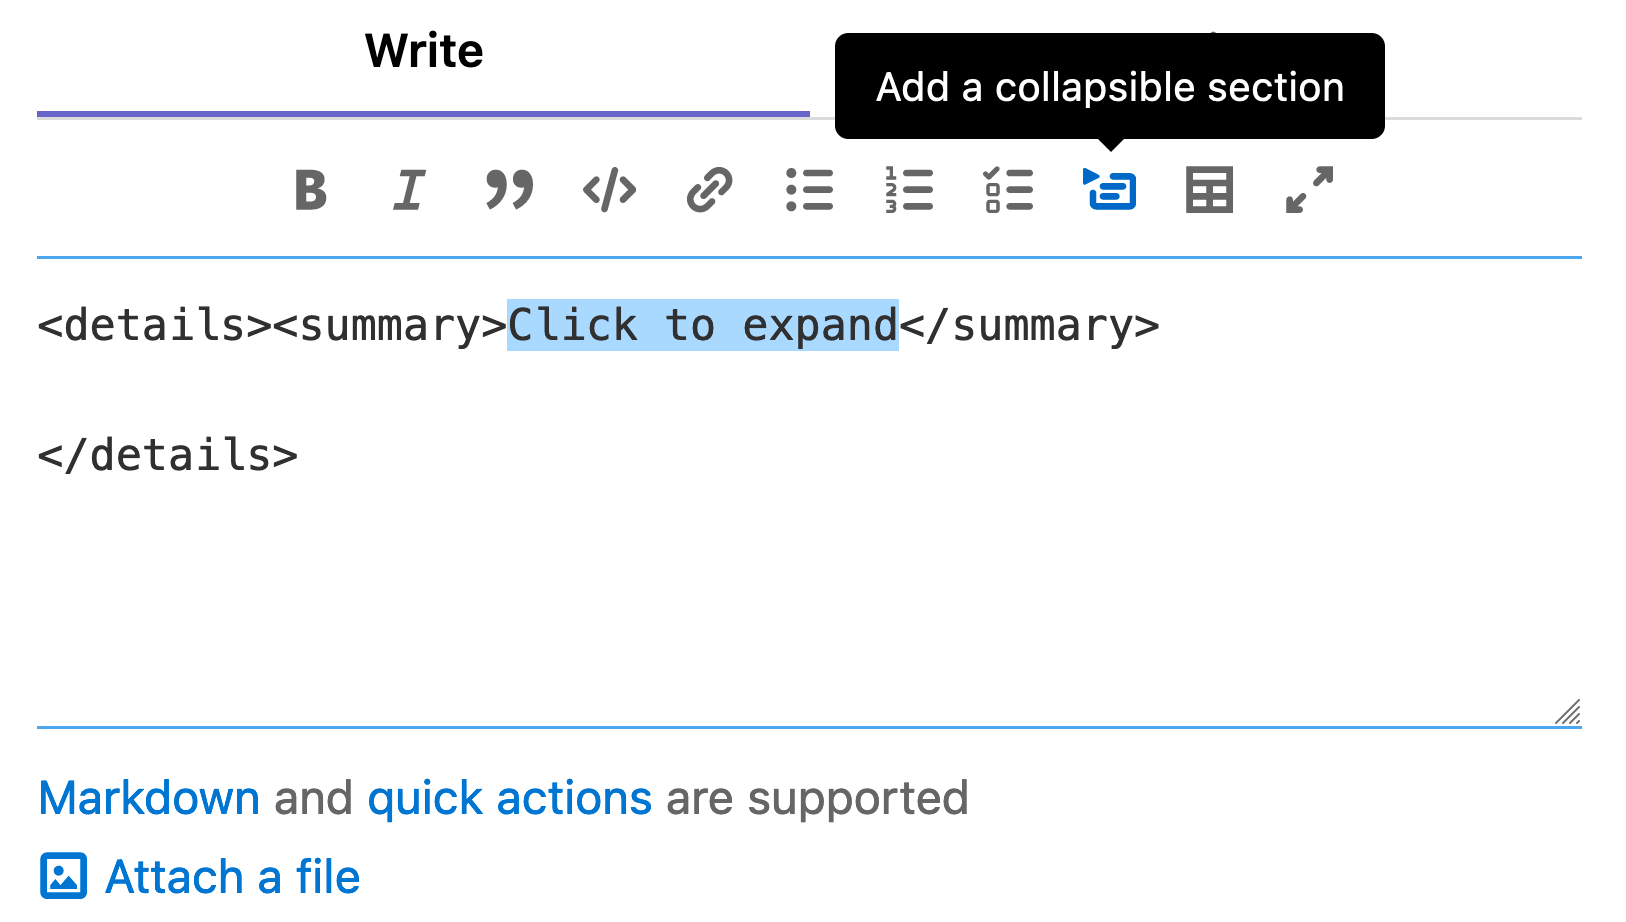 Write
Add a collapsible section
<details><summary>Click to expand</summary>
</details>
Markdown and quick actions are supported
Attach a file